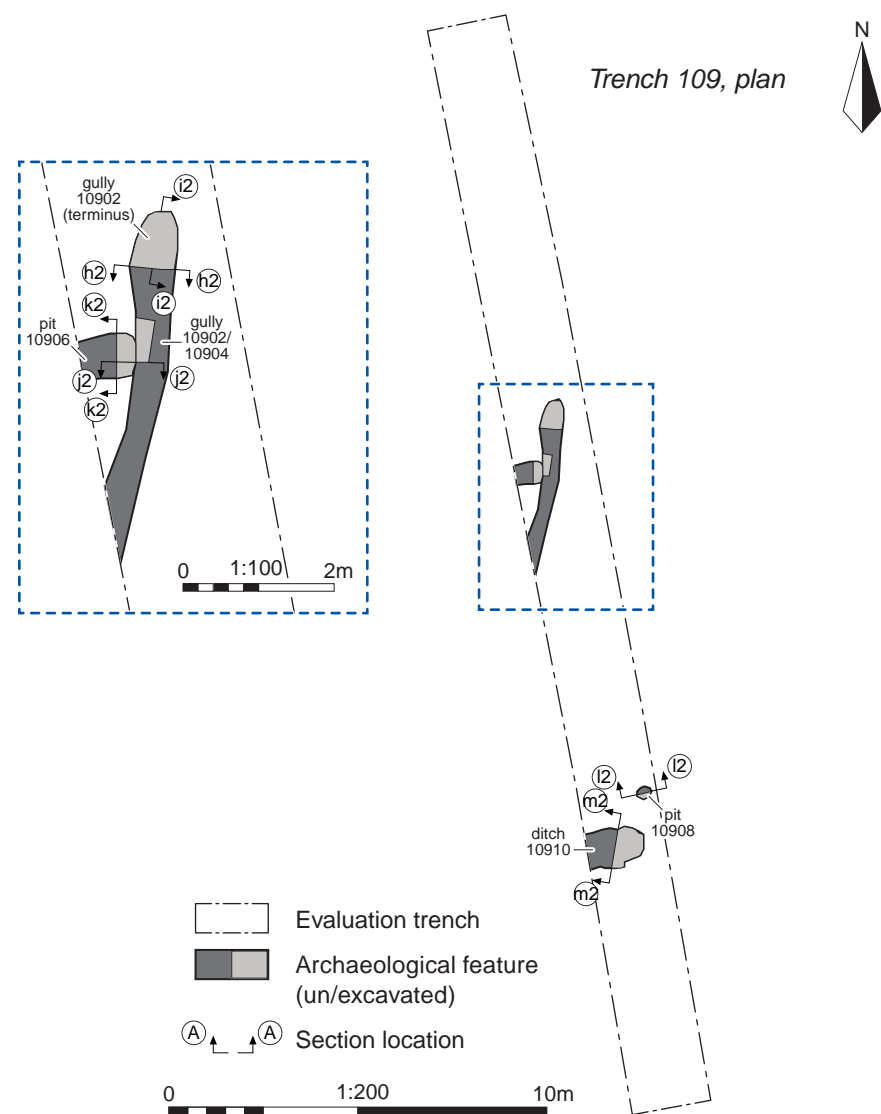 N
Trench 109, plan
gully
10902
(terminus)
i2
h2
h2
i2
k2
pit
10906
gully
10902/
10904
j2
j2
k2
0 1:100 2m
l2
l2
m2
pit
10908
ditch
10910
m2
Evaluation trench
Archaeological feature
(un/excavated)
A A Section location
0 1:200 10m